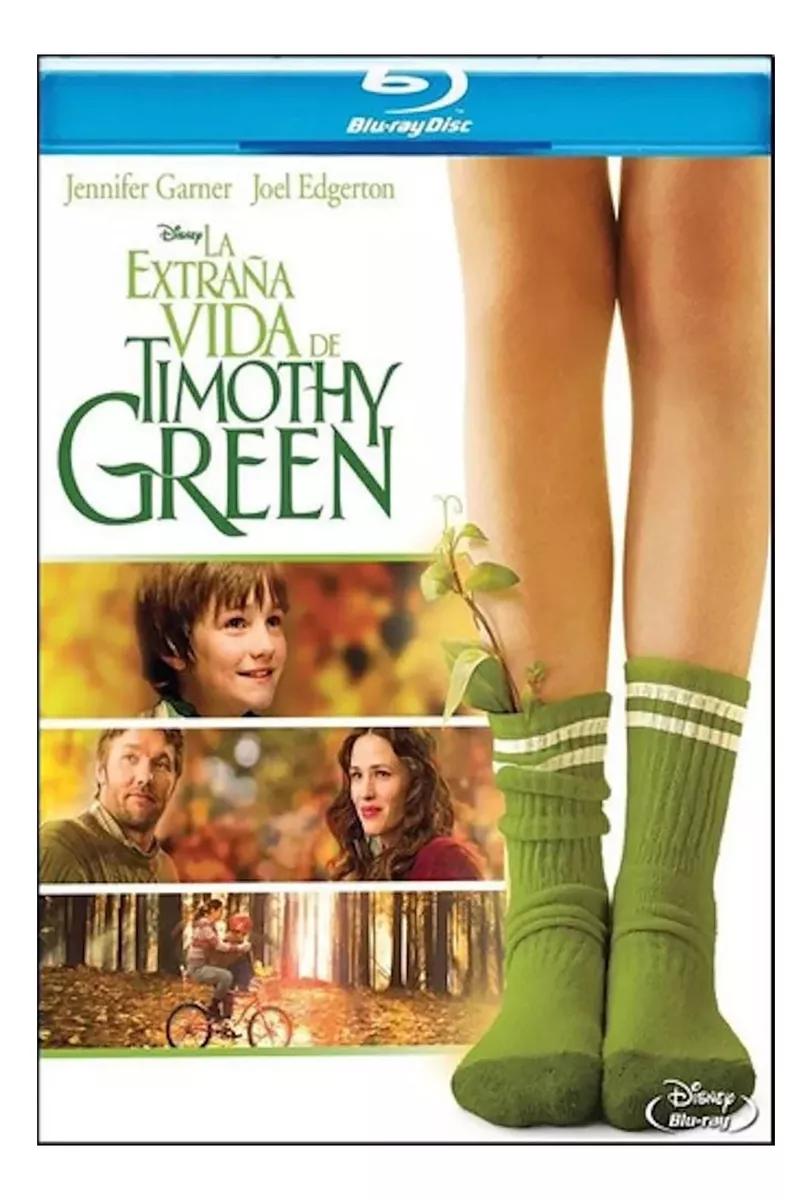 Blu-ray Disc
Jennifer Garner Joel Edgerton
Disney LA
EXTRAÑA
VIDA DE
TIMOTHY
GREEN
Disney
Blu-ray